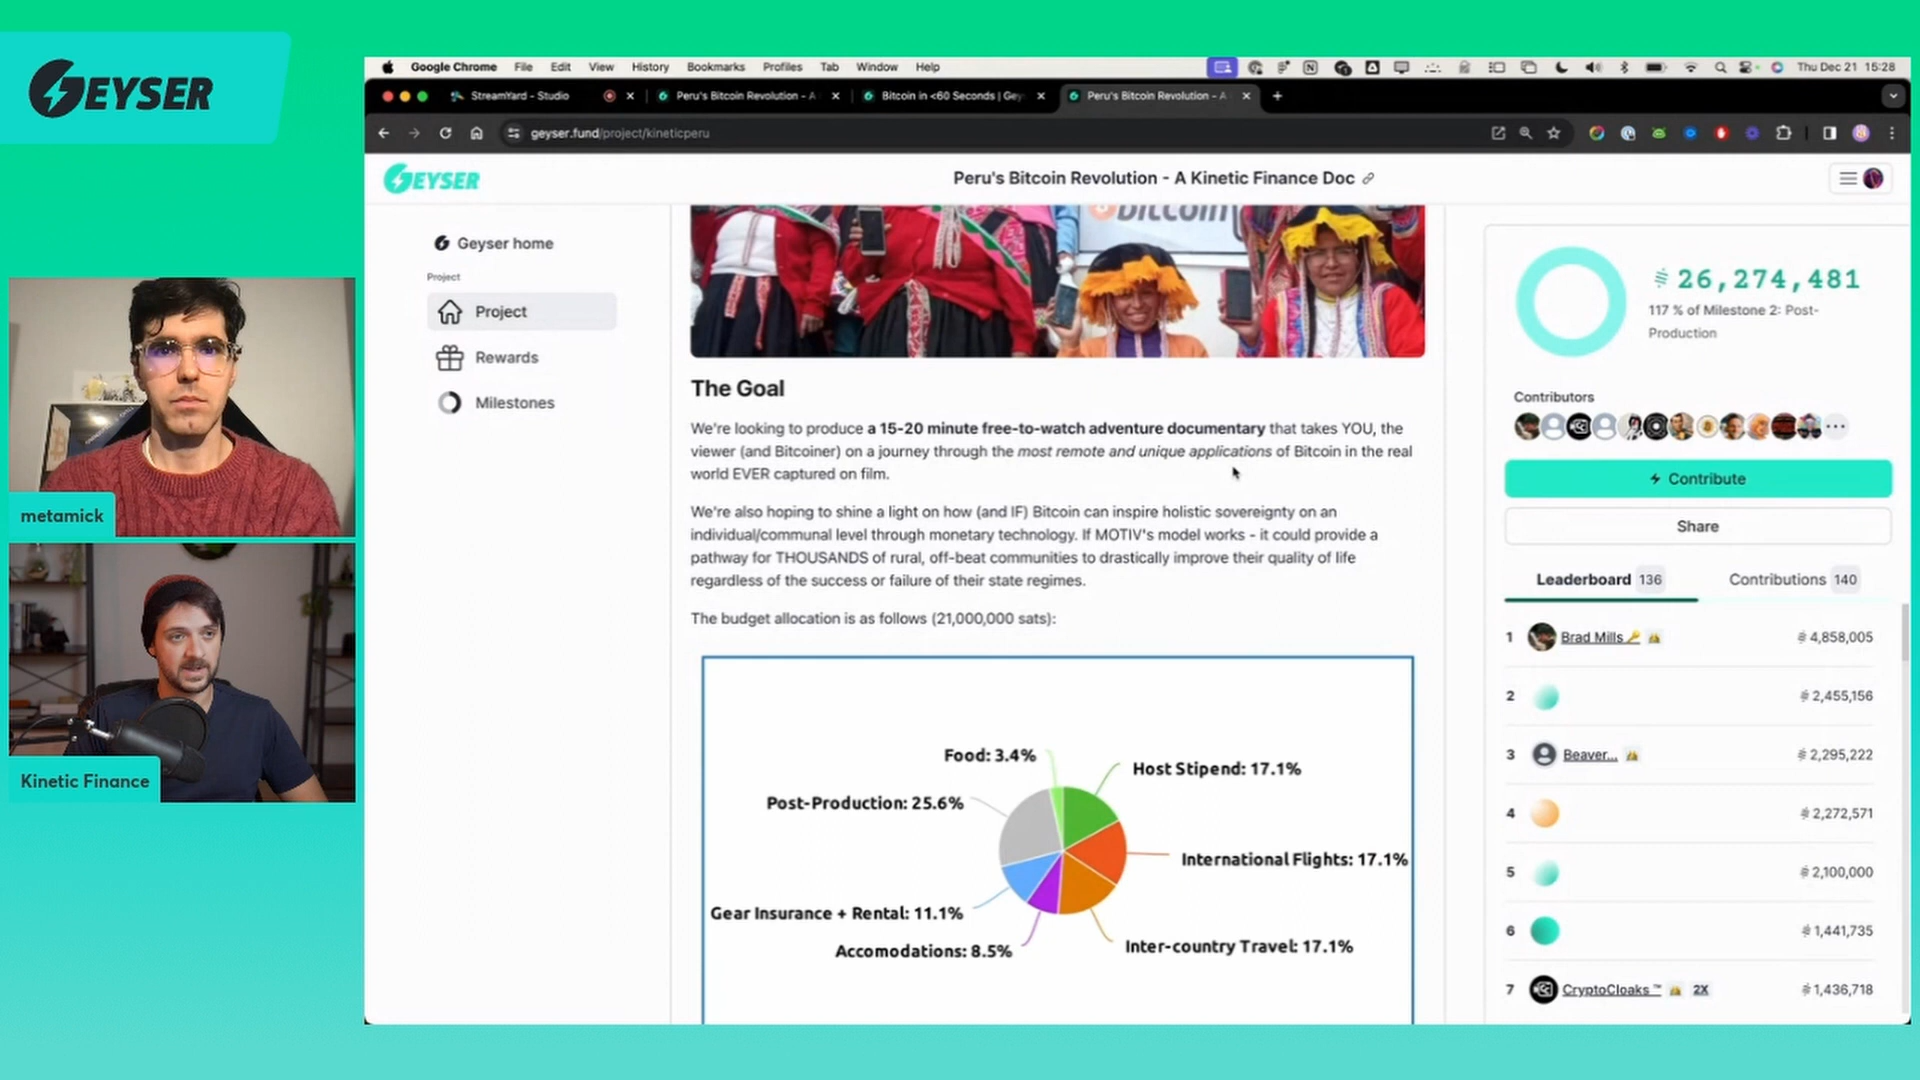 GEYSER
Google Chrome File Edit View History Bookmarks Profiles Tab Window Help
Thu Dec 21 15:28
StreamYard - Studio
Peru's Bitcoin Revolution - A
Bitcoin in <60 Seconds | Gey
Peru's Bitcoin Revolution - A
geyser.fund/project/kineticperu
GEYSER
Peru's Bitcoin Revolution - A Kinetic Finance Doc
Geyser home
Project
Project
Rewards
Milestones
bitcoin
The Goal
We're looking to produce a 15-20 minute free-to-watch adventure documentary that takes YOU, the
viewer (and Bitcoiner) on a journey through the most remote and unique applications of Bitcoin in the real
world EVER captured on film.
We're also hoping to shine a light on how (and IF) Bitcoin can inspire holistic sovereignty on an
individual/communal level through monetary technology. If MOTIV's model works - it could provide a
pathway for THOUSANDS of rural, off-beat communities to drastically improve their quality of life
regardless of the success or failure of their state regimes.
The budget allocation is as follows (21,000,000 sats):
Food: 3.4%
Host Stipend: 17.1%
Post-Production: 25.6%
International Flights: 17.1%
Gear Insurance + Rental: 11.1%
Accomodations: 8.5%
Inter-country Travel: 17.1%
26,274,481
117 % of Milestone 2: Post-
Production
Contributors
Contribute
Share
Leaderboard 136
Contributions 140
1 Brad Mills 4,858,005
2 2,455,156
3 Beaver... 2,295,222
4 2,272,571
5 2,100,000
6 1,441,735
7 CryptoCloaks ™ 2X 1,436,718
metamick
Kinetic Finance